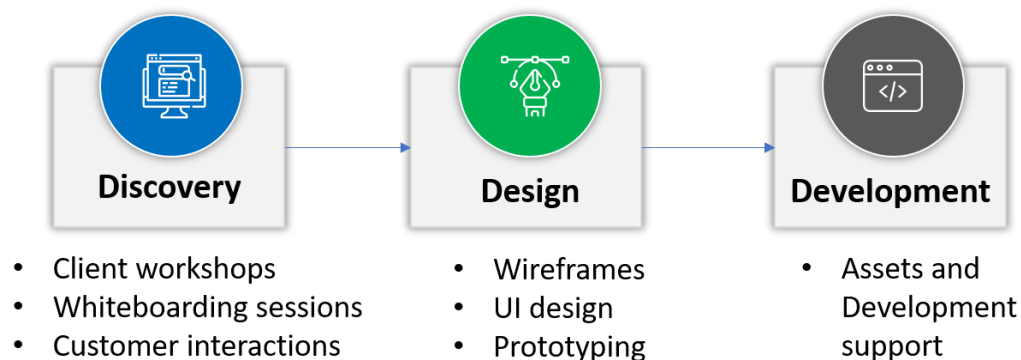 Discovery
Design
Development
• Client workshops
• Whiteboarding sessions
• Customer interactions
• Wireframes
• UI design
• Prototyping
• Assets and
Development
support